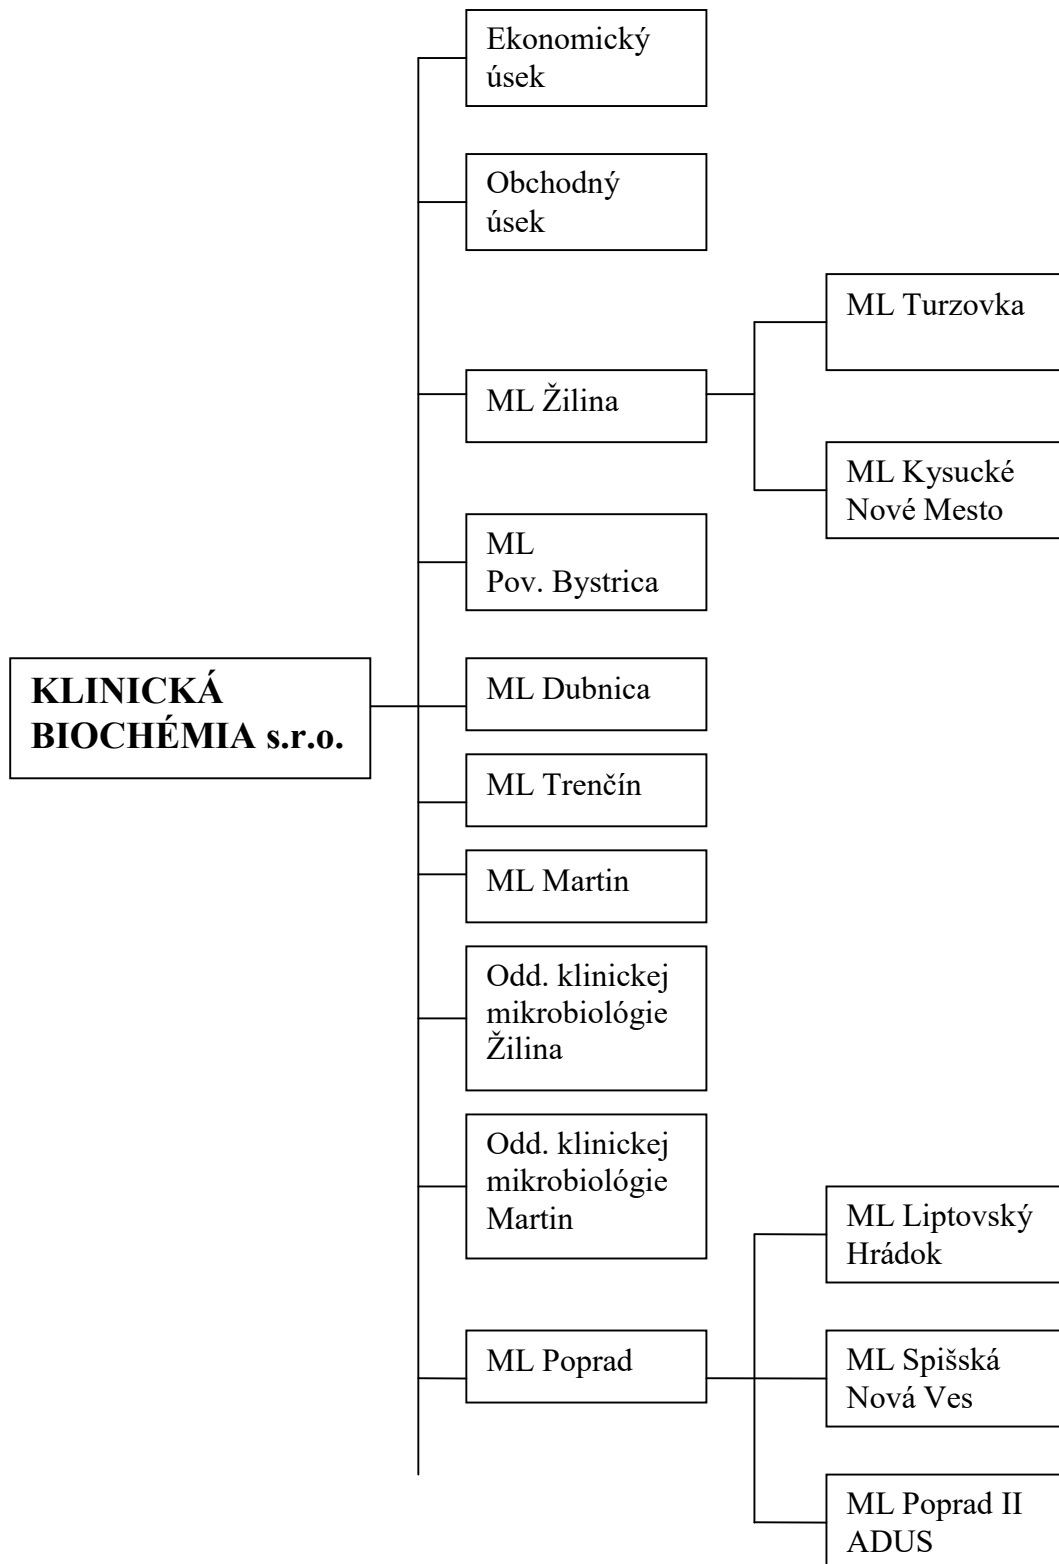 Ekonomický
úsek
Obchodný
úsek
ML Turzovka
ML Žilina
ML Kysucké
Nové Mesto
ML
Pov. Bystrica
KLINICKÁ
BIOCHÉMIA s.r.o.
ML Dubnica
ML Trenčín
ML Martin
Odd. klinickej
mikrobiológie
Žilina
Odd. klinickej
mikrobiológie
Martin
ML Liptovský
Hrádok
ML Poprad
ML Spišská
Nová Ves
ML Poprad II
ADUS